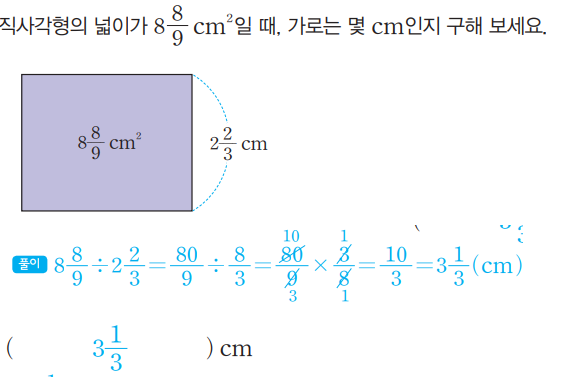 직사각형의 넓이가 8 8/9 cm²일 때, 가로는 몇 cm인지 구해 보세요.
8 8/9 cm²
2 2/3 cm
풀이 8 8/9 ÷ 2 2/3 = 80/9 ÷ 8/3 = 80/9 × 3/8 = 10/3 = 3 1/3 (cm)
10 1
3 1
( 3 1/3 ) cm